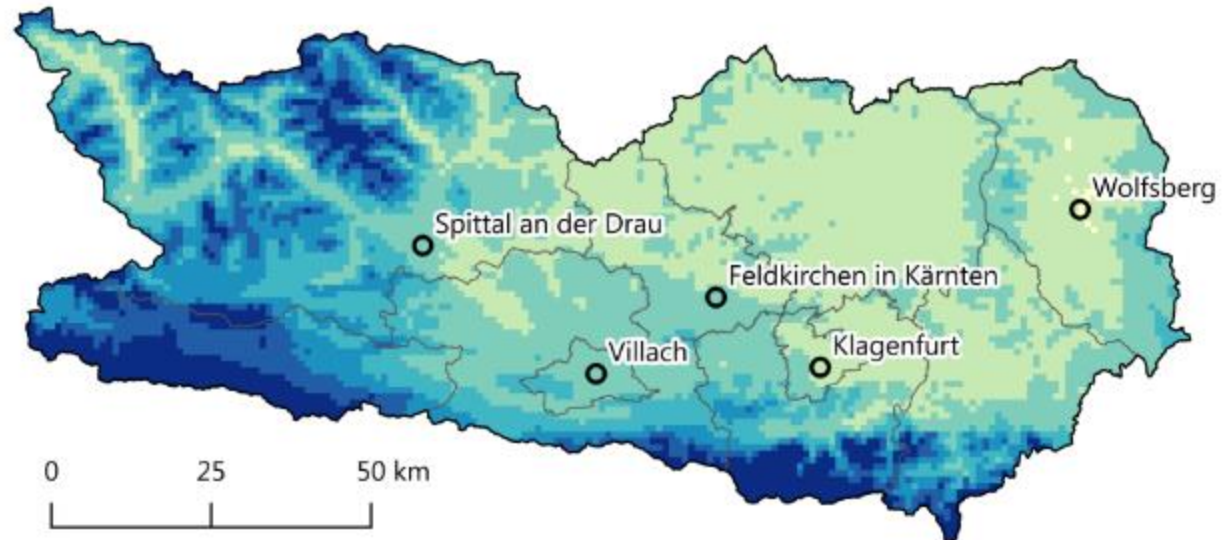 Wolfsberg
Spittal an der Drau
Feldkirchen in Kärnten
Villach
Klagenfurt
0 25 50 km